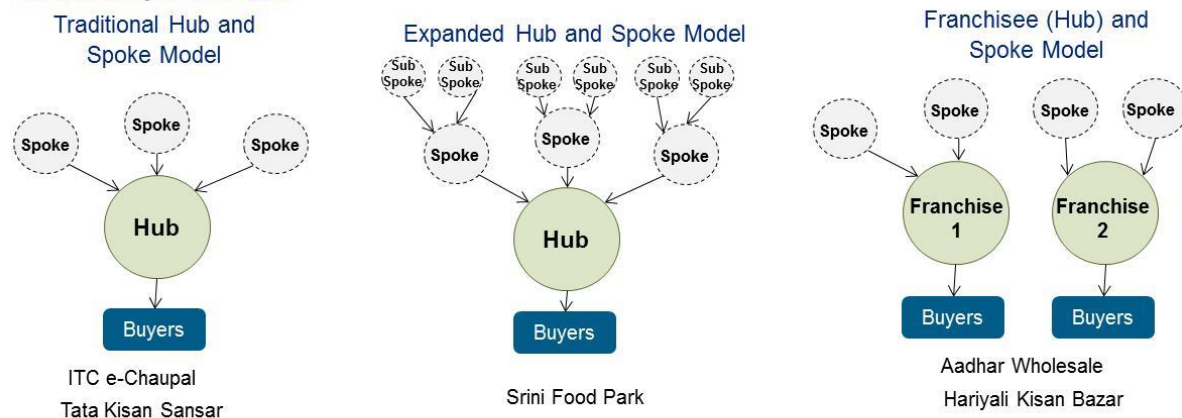 Traditional Hub and
Spoke Model
Spoke
Spoke
Spoke
Hub
Buyers
ITC e-Chaupal
Tata Kisan Sansar
Expanded Hub and Spoke Model
Sub
Spoke
Sub
Spoke
Sub
Spoke
Sub
Spoke
Sub
Spoke
Sub
Spoke
Spoke
Spoke
Spoke
Hub
Buyers
Srini Food Park
Franchisee (Hub) and
Spoke Model
Spoke
Spoke
Spoke
Spoke
Franchise
1
Franchise
2
Buyers
Buyers
Aadhar Wholesale
Hariyali Kisan Bazar